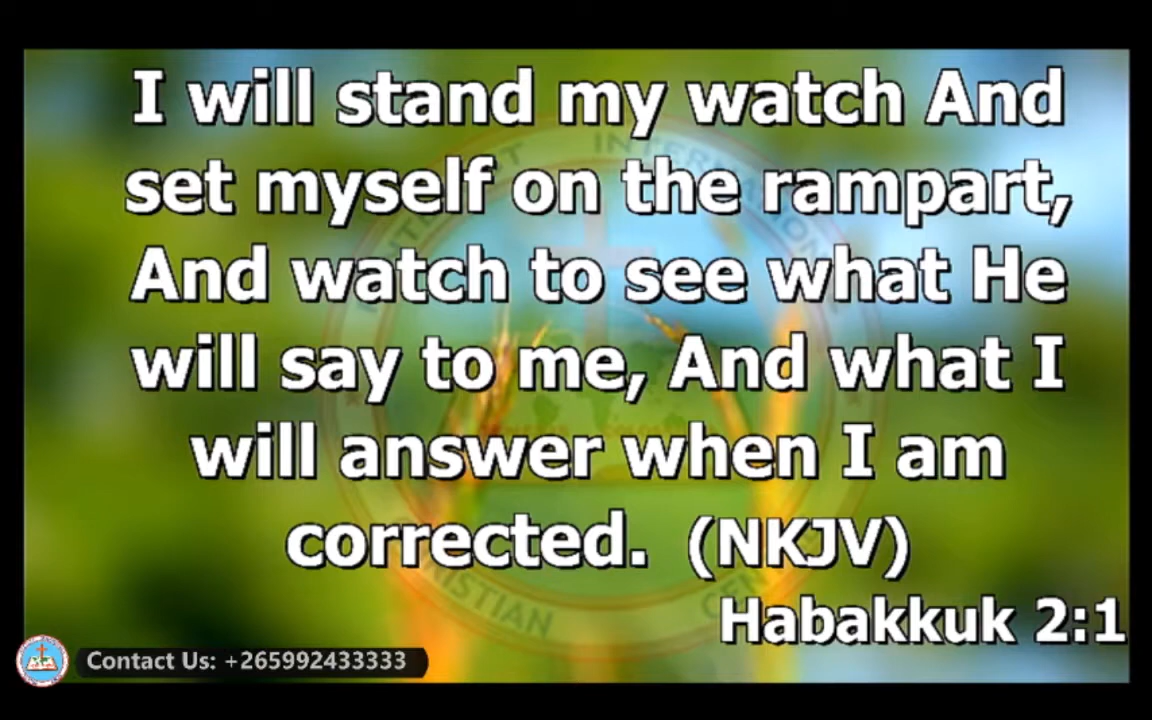 I will stand my watch And
set myself on the rampart,
And watch to see what He
will say to me, And what I
will answer when I am
corrected. (NKJV)
Habakkuk 2:1
Contact Us: +265992433333